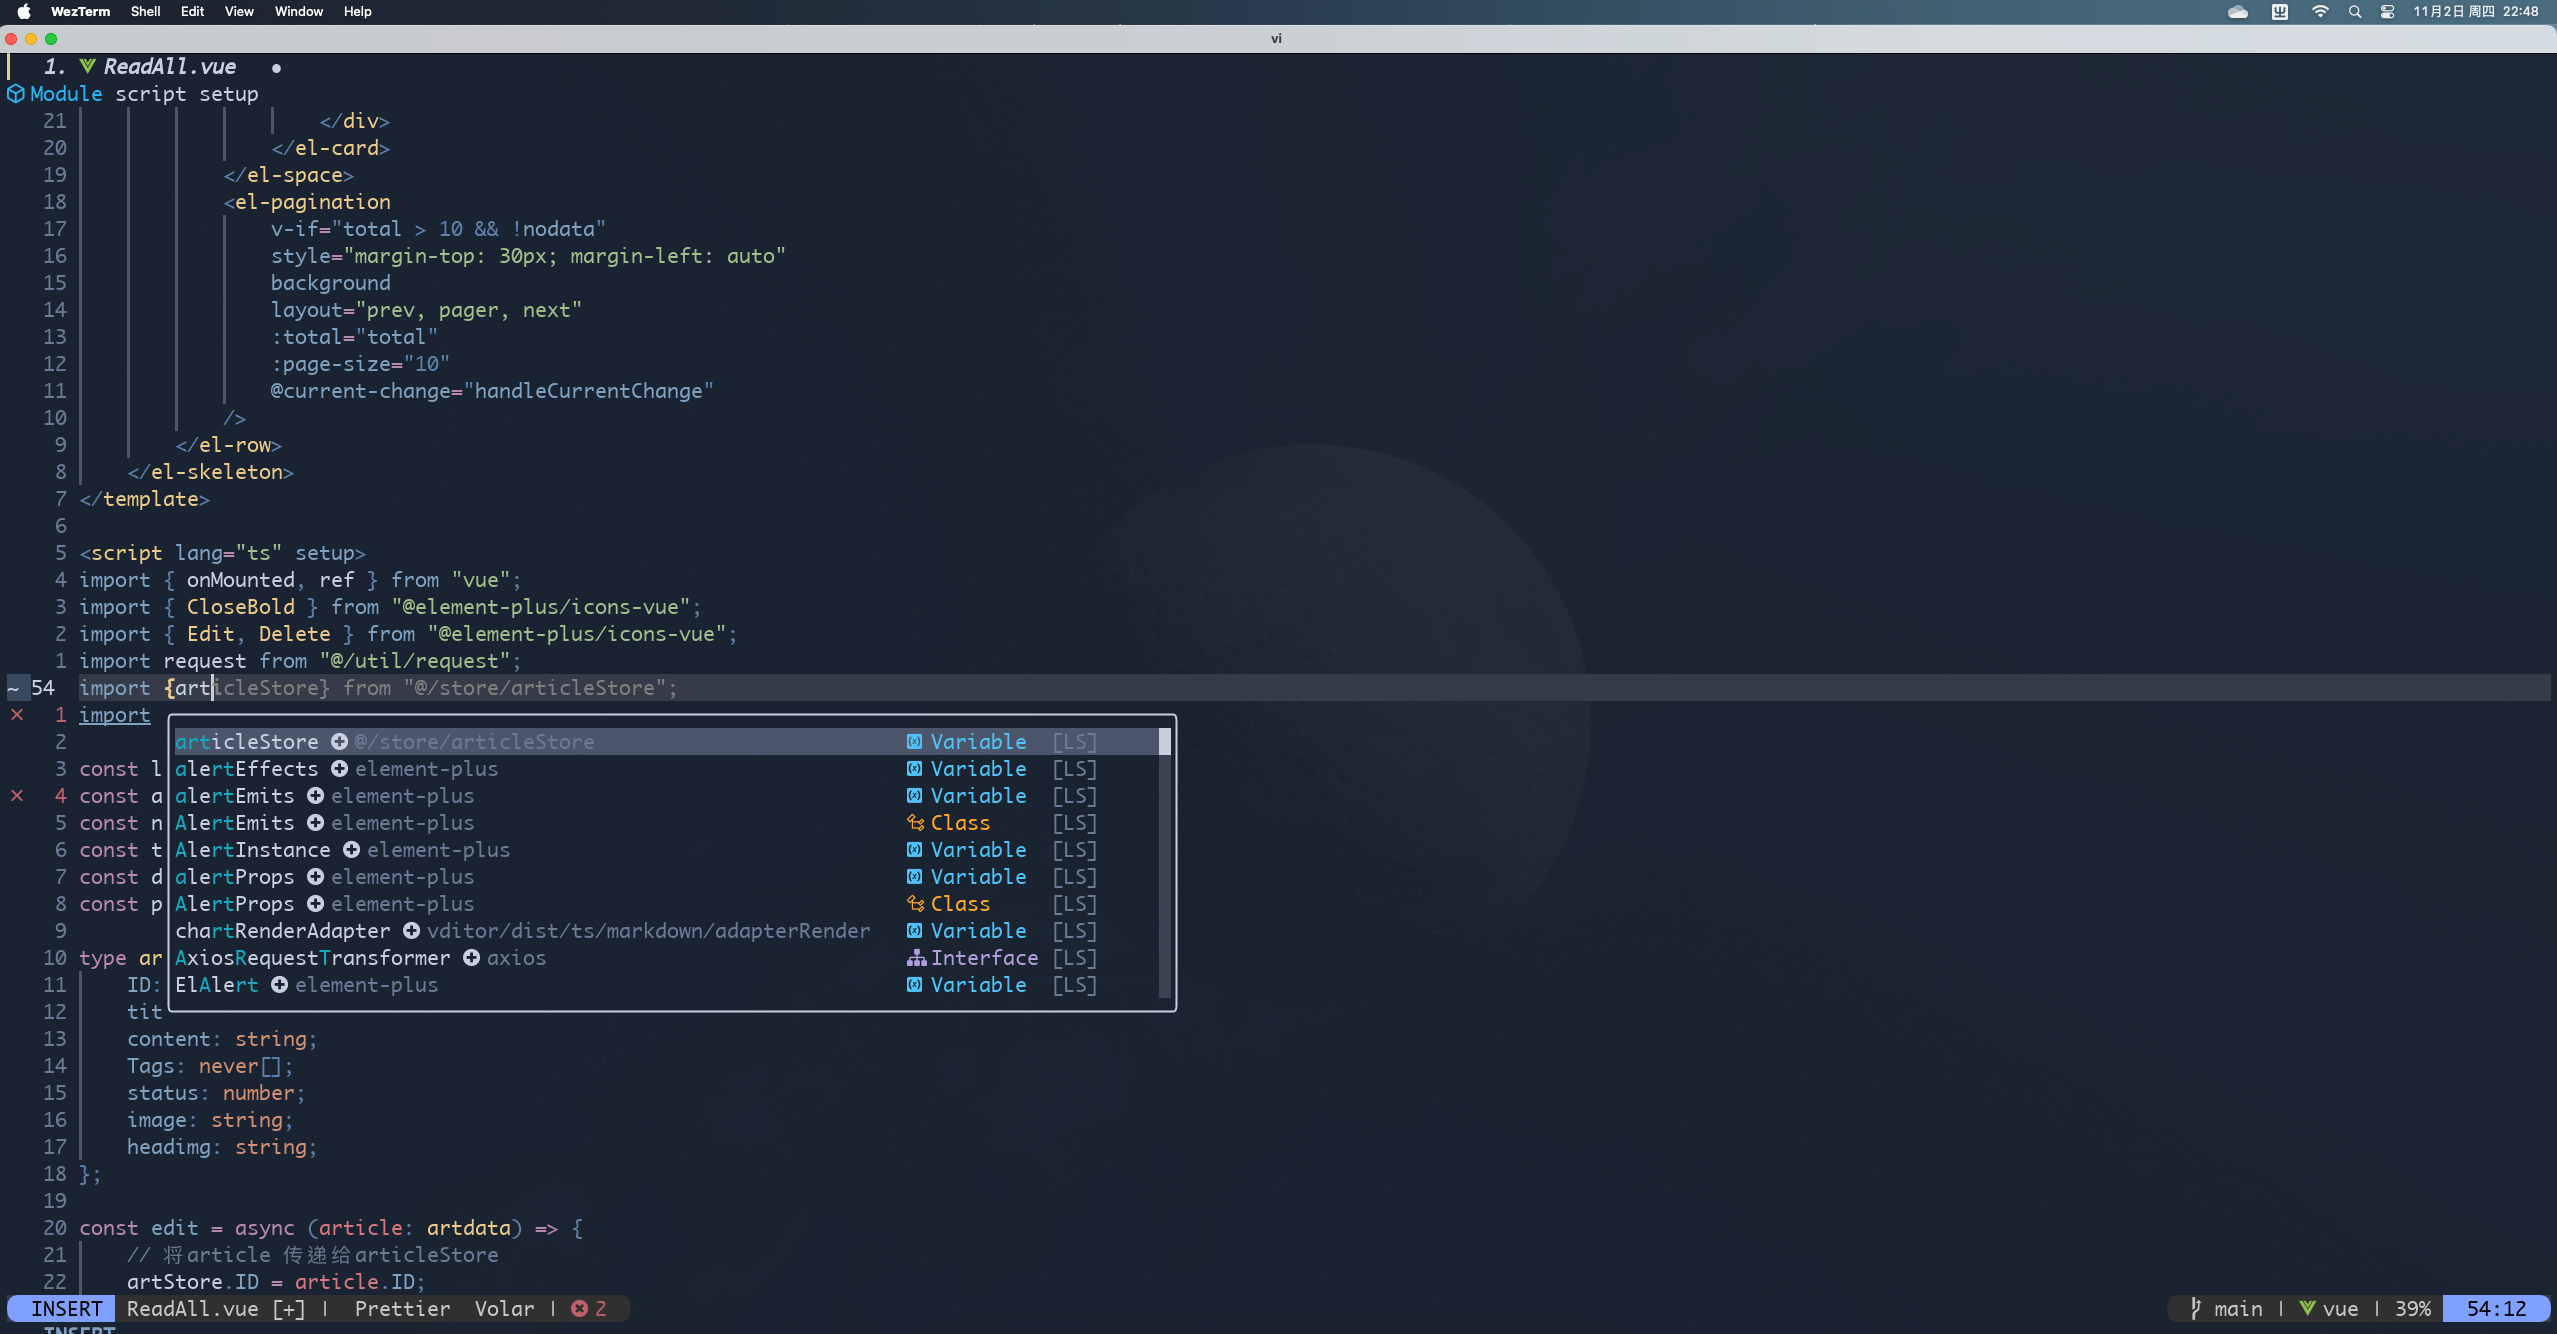 WezTerm Shell Edit View Window Help 11月2日 周四 22:48
vi
1. ReadAll.vue ●
Module script setup
21 </div>
20 </el-card>
19 </el-space>
18 <el-pagination
17 v-if="total > 10 && !nodata"
16 style="margin-top: 30px; margin-left: auto"
15 background
14 layout="prev, pager, next"
13 :total="total"
12 :page-size="10"
11 @current-change="handleCurrentChange"
10 />
9 </el-row>
8 </el-skeleton>
7 </template>
6
5 <script lang="ts" setup>
4 import { onMounted, ref } from "vue";
3 import { CloseBold } from "@element-plus/icons-vue";
2 import { Edit, Delete } from "@element-plus/icons-vue";
1 import request from "@/util/request";
~ 54 import {articleStore} from "@/store/articleStore";
✕ 1 import
2 articleStore @/store/articleStore Variable [LS]
3 const l alertEffects element-plus Variable [LS]
✕ 4 const a alertEmits element-plus Variable [LS]
5 const n AlertEmits element-plus Class [LS]
6 const t AlertInstance element-plus Variable [LS]
7 const d alertProps element-plus Variable [LS]
8 const p AlertProps element-plus Class [LS]
9 chartRenderAdapter vditor/dist/ts/markdown/adapterRender Variable [LS]
10 type ar AxiosRequestTransformer axios Interface [LS]
11 ID: ElAlert element-plus Variable [LS]
12 tit
13 content: string;
14 Tags: never[];
15 status: number;
16 image: string;
17 headimg: string;
18 };
19
20 const edit = async (article: artdata) => {
21 // 将article 传递给articleStore
22 artStore.ID = article.ID;
INSERT ReadAll.vue [+] | Prettier Volar | 2 main | vue | 39% 54:12
INSERT